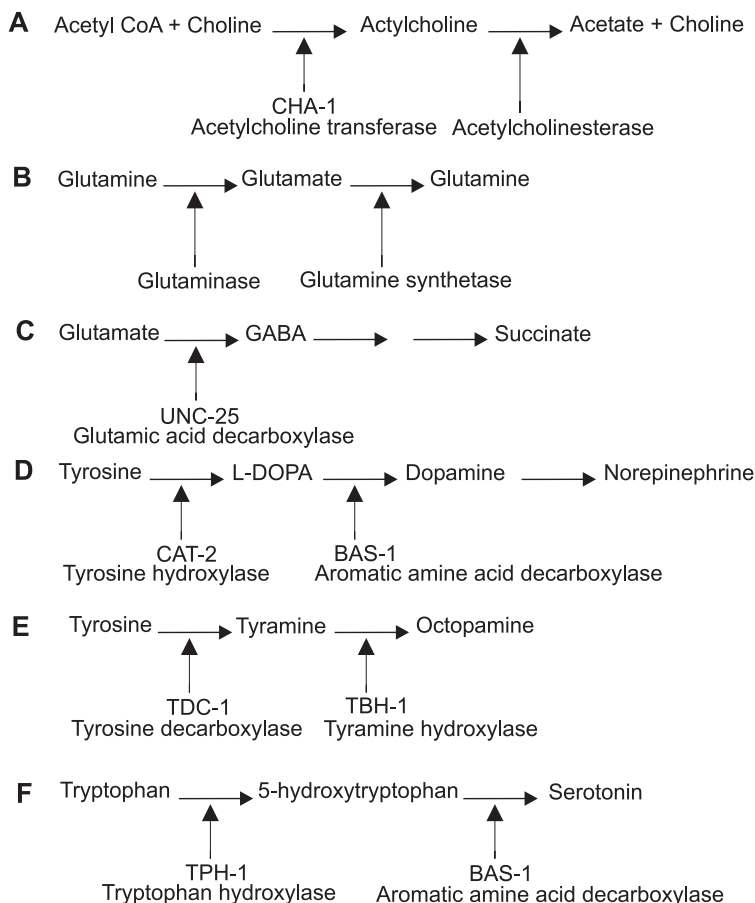 A Acetyl CoA + Choline Actylcholine Acetate + Choline
CHA-1
Acetylcholine transferase Acetylcholinesterase
B Glutamine Glutamate Glutamine
Glutaminase Glutamine synthetase
C Glutamate GABA Succinate
UNC-25
Glutamic acid decarboxylase
D Tyrosine L-DOPA Dopamine Norepinephrine
CAT-2 BAS-1
Tyrosine hydroxylase Aromatic amine acid decarboxylase
E Tyrosine Tyramine Octopamine
TDC-1 TBH-1
Tyrosine decarboxylase Tyramine hydroxylase
F Tryptophan 5-hydroxytryptophan Serotonin
TPH-1 BAS-1
Tryptophan hydroxylase Aromatic amine acid decarboxylase